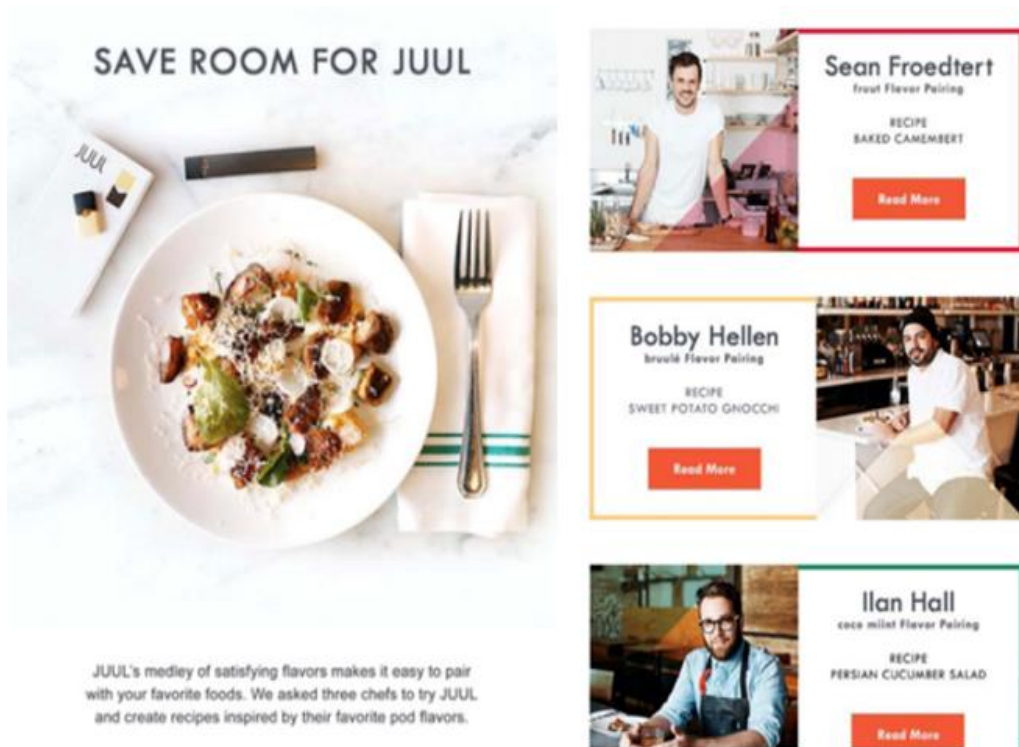 SAVE ROOM FOR JUUL
JUUL
JUUL's medley of satisfying flavors makes it easy to pair
with your favorite foods. We asked three chefs to try JUUL
and create recipes inspired by their favorite pod flavors.
Sean Froedtert
fruut Flavor Pairing
RECIPE
BAKED CAMEMBERT
Read More
Bobby Hellen
bruulé Flavor Pairing
RECIPE
SWEET POTATO GNOCCHI
Read More
Ilan Hall
coco miint Flavor Pairing
RECIPE
PERSIAN CUCUMBER SALAD
Read More